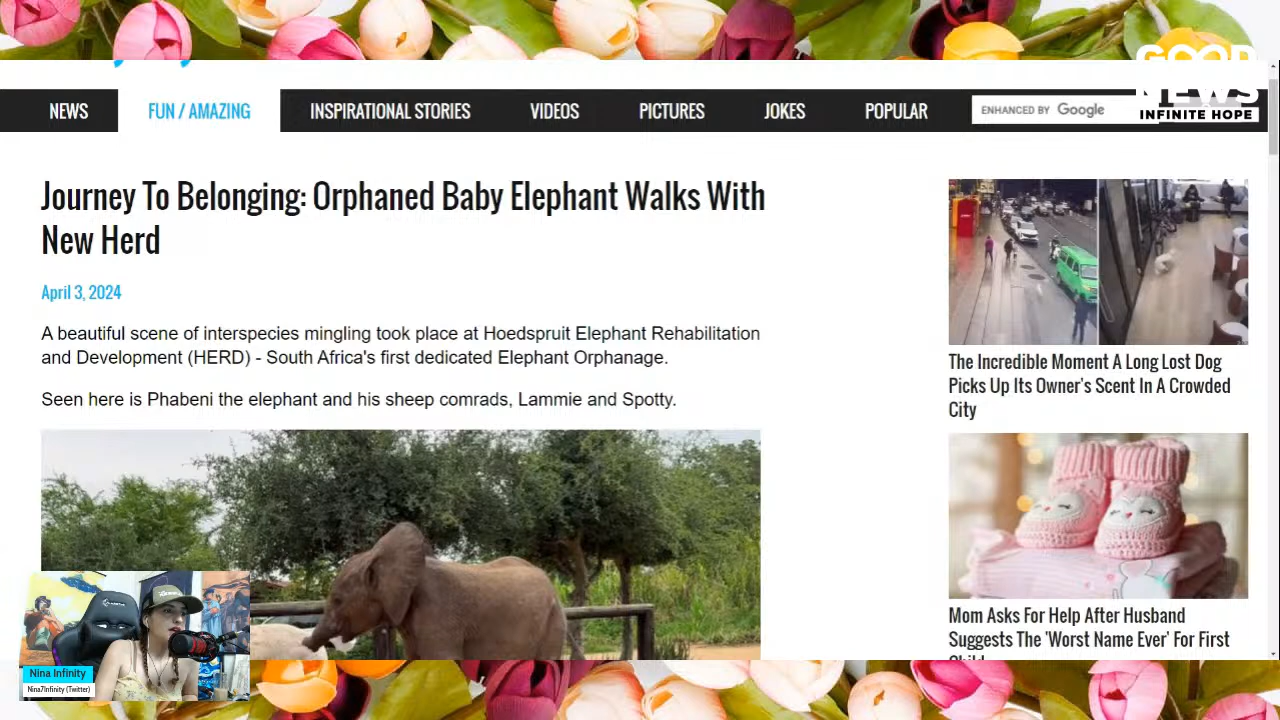 GOOD
NEWS
INFINITE HOPE
NEWS
FUN / AMAZING
INSPIRATIONAL STORIES
VIDEOS
PICTURES
JOKES
POPULAR
ENHANCED BY Google
Journey To Belonging: Orphaned Baby Elephant Walks With
New Herd
April 3, 2024
A beautiful scene of interspecies mingling took place at Hoedspruit Elephant Rehabilitation
and Development (HERD) - South Africa's first dedicated Elephant Orphanage.
Seen here is Phabeni the elephant and his sheep comrads, Lammie and Spotty.
The Incredible Moment A Long Lost Dog
Picks Up Its Owner's Scent In A Crowded
City
Mom Asks For Help After Husband
Suggests The 'Worst Name Ever' For First
Child
Nina Infinity
Nina7Infinity (Twitter)